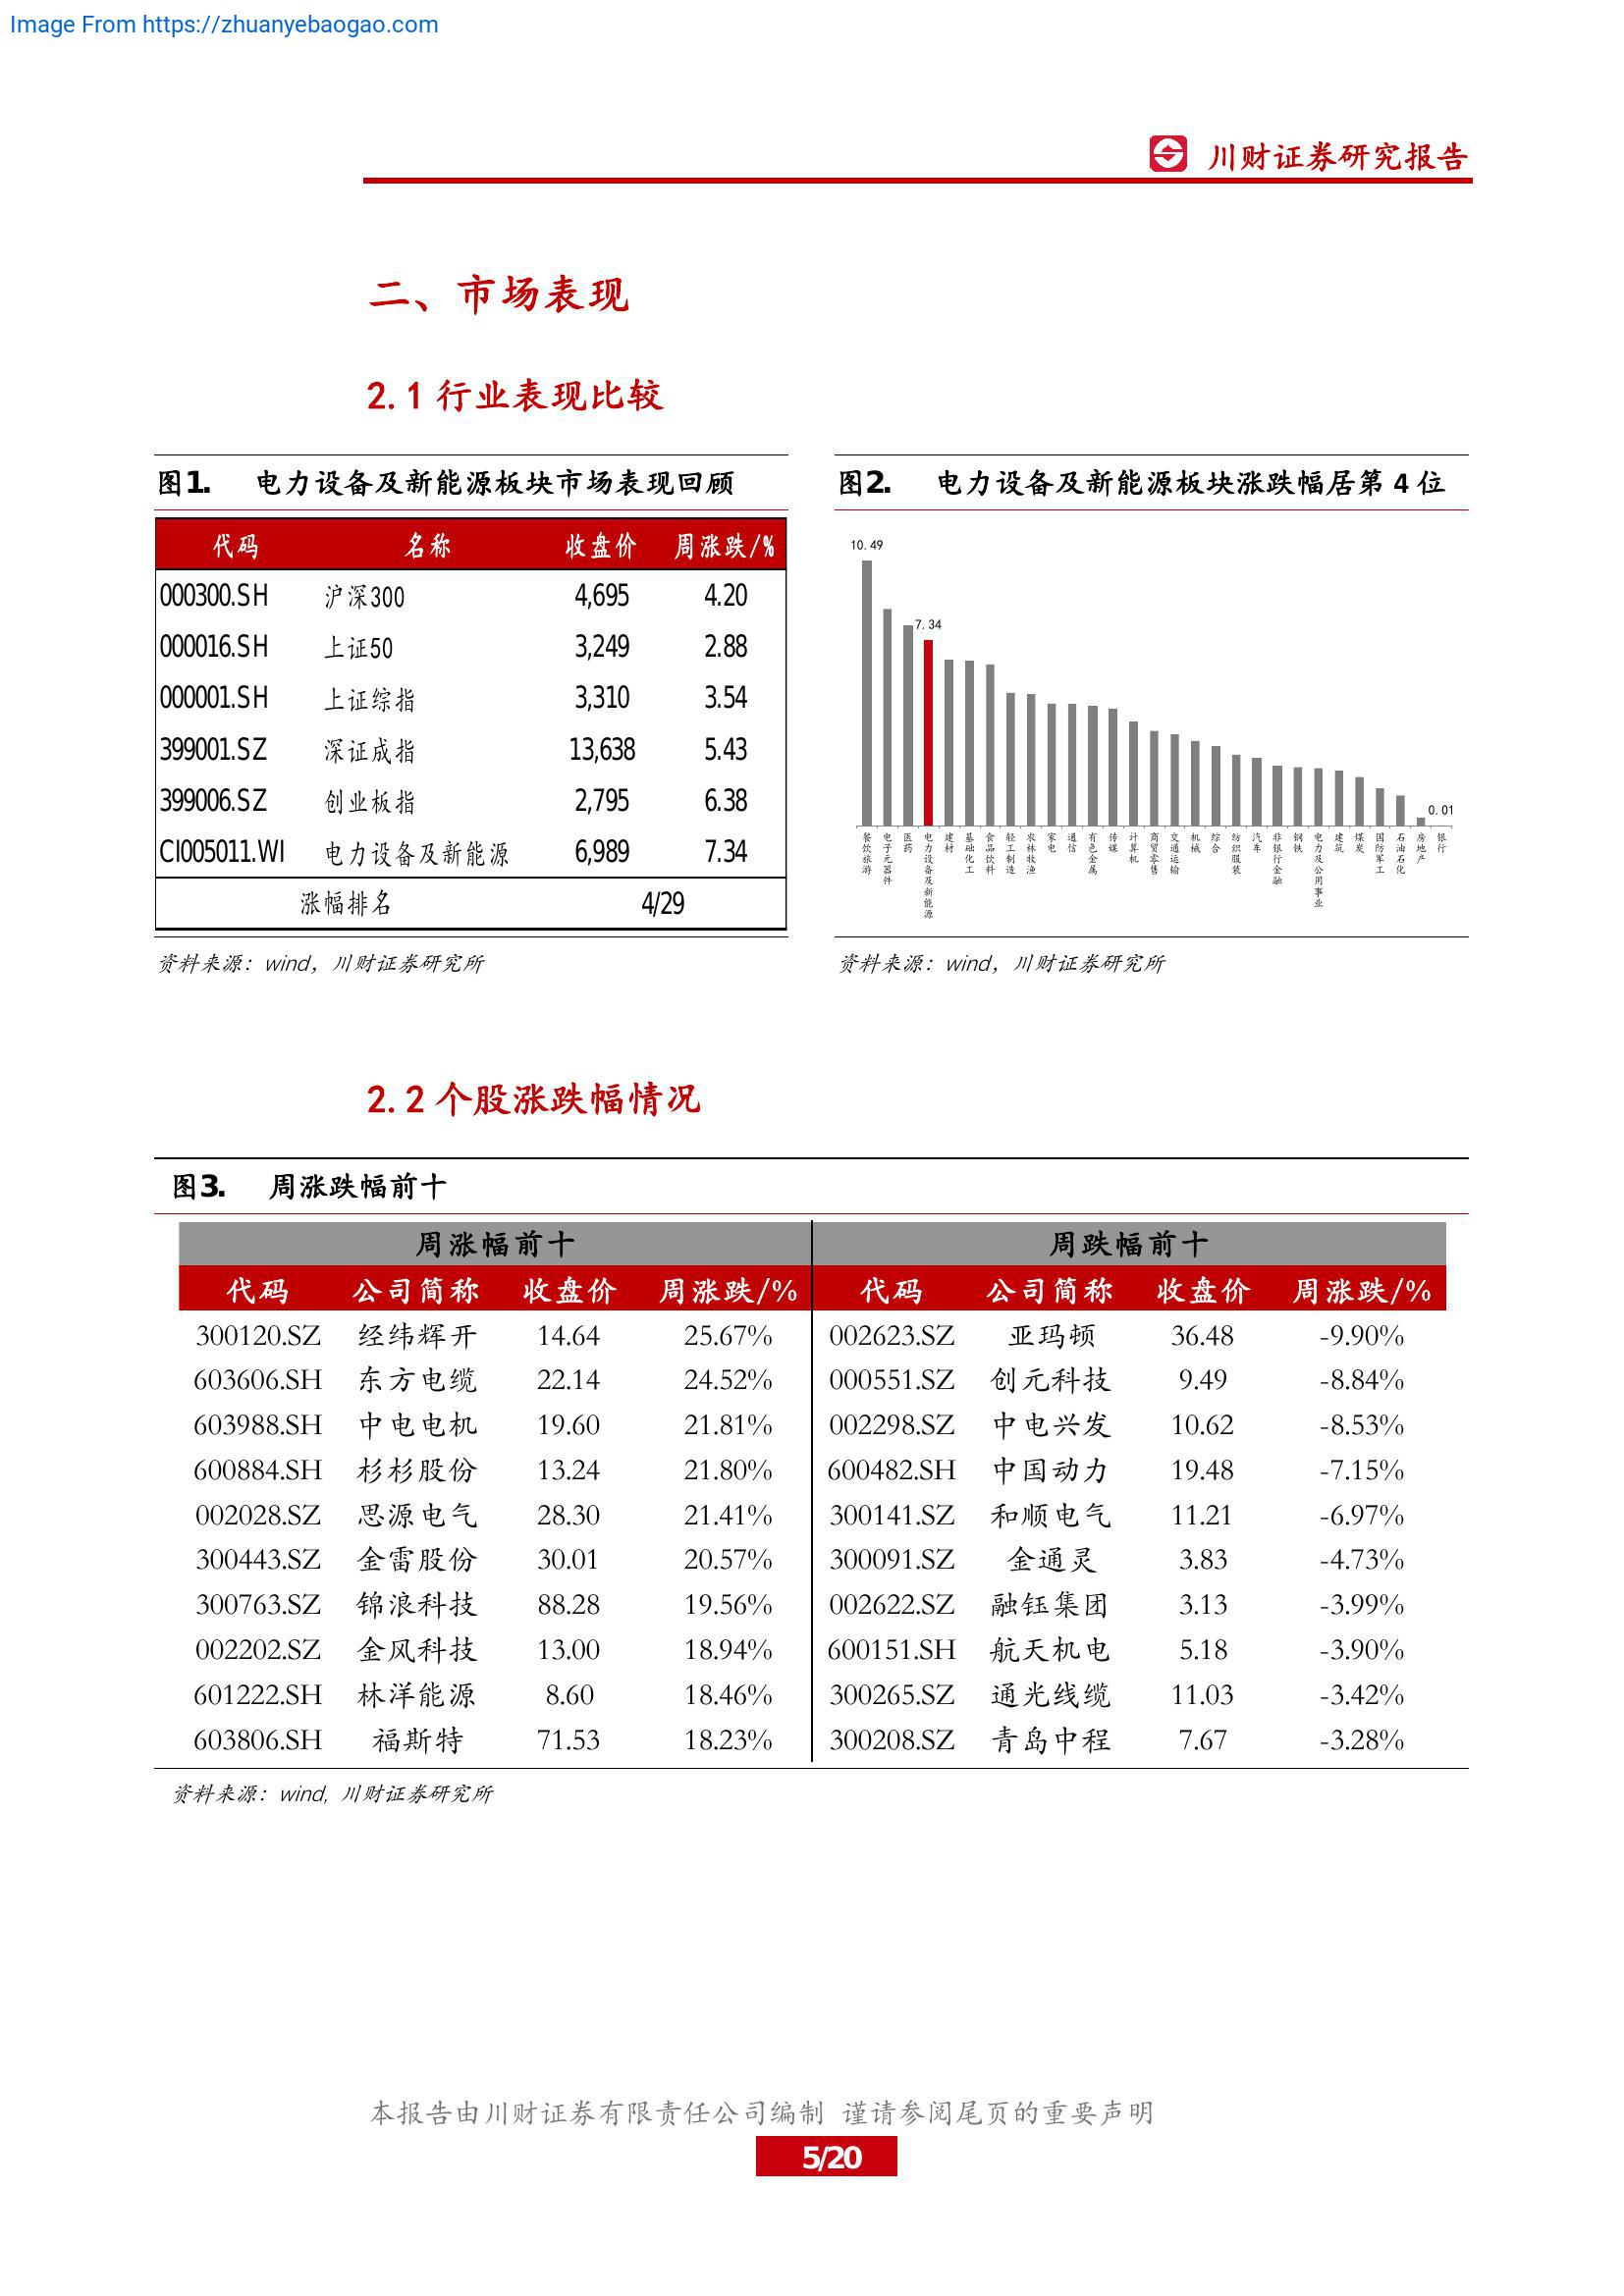 Image From https://zhuanyebaogao.com
川财证券研究报告
二、市场表现
2.1 行业表现比较
图1. 电力设备及新能源板块市场表现回顾
代码 名称 收盘价 周涨跌/%
000300.SH 沪深300 4,695 4.20
000016.SH 上证50 3,249 2.88
000001.SH 上证综指 3,310 3.54
399001.SZ 深证成指 13,638 5.43
399006.SZ 创业板指 2,795 6.38
CI005011.WI 电力设备及新能源 6,989 7.34
涨幅排名 4/29
资料来源：wind，川财证券研究所
图2. 电力设备及新能源板块涨跌幅居第 4 位
10.49
7.34
0.01
餐饮旅游 电子元器件 医药 电力设备及新能源 建材 基础化工 食品饮料 轻工制造 农林牧渔 家电 通信 有色金属 传媒 计算机 商贸零售 交通运输 机械 综合 纺织服装 汽车 非银行金融 钢铁 电力及公用事业 建筑 煤炭 国防军工 石油石化 房地产 银行
资料来源：wind，川财证券研究所
2.2 个股涨跌幅情况
图3. 周涨跌幅前十
周涨幅前十 周跌幅前十
代码 公司简称 收盘价 周涨跌/% 代码 公司简称 收盘价 周涨跌/%
300120.SZ 经纬辉开 14.64 25.67% 002623.SZ 亚玛顿 36.48 -9.90%
603606.SH 东方电缆 22.14 24.52% 000551.SZ 创元科技 9.49 -8.84%
603988.SH 中电电机 19.60 21.81% 002298.SZ 中电兴发 10.62 -8.53%
600884.SH 杉杉股份 13.24 21.80% 600482.SH 中国动力 19.48 -7.15%
002028.SZ 思源电气 28.30 21.41% 300141.SZ 和顺电气 11.21 -6.97%
300443.SZ 金雷股份 30.01 20.57% 300091.SZ 金通灵 3.83 -4.73%
300763.SZ 锦浪科技 88.28 19.56% 002622.SZ 融钰集团 3.13 -3.99%
002202.SZ 金风科技 13.00 18.94% 600151.SH 航天机电 5.18 -3.90%
601222.SH 林洋能源 8.60 18.46% 300265.SZ 通光线缆 11.03 -3.42%
603806.SH 福斯特 71.53 18.23% 300208.SZ 青岛中程 7.67 -3.28%
资料来源：wind, 川财证券研究所
本报告由川财证券有限责任公司编制 谨请参阅尾页的重要声明
5/20